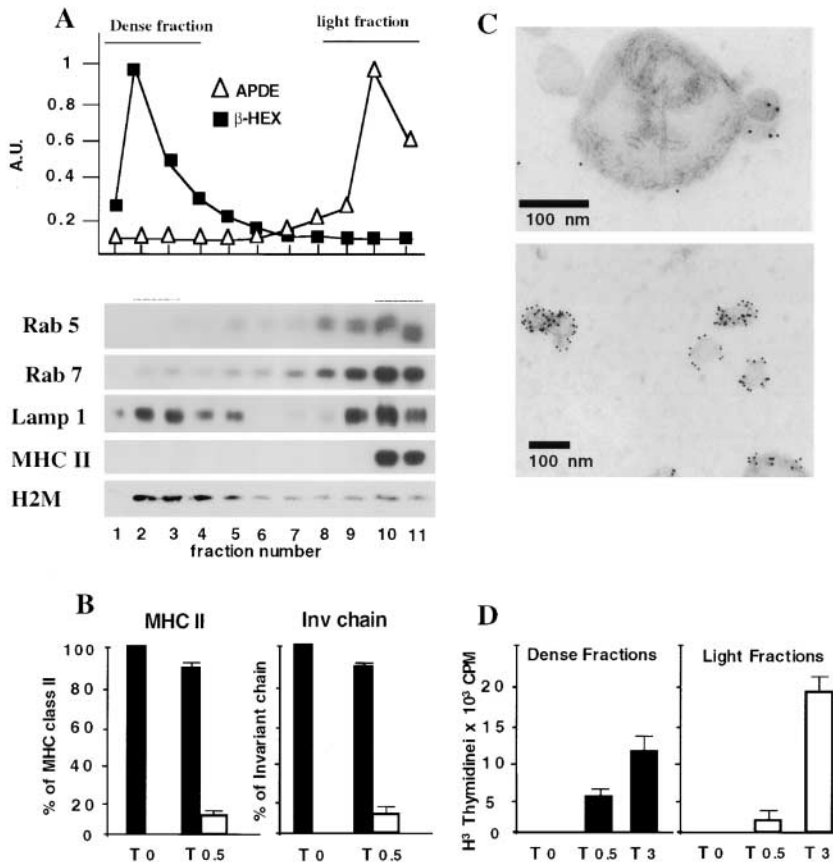 A
Dense fraction
light fraction
1
0.8
0.6
0.4
0.2
A.U.
APDE
β-HEX
Rab 5
Rab 7
Lamp 1
MHC II
H2M
1 2 3 4 5 6 7 8 9 10 11
fraction number
C
100 nm
100 nm
B
MHC II
Inv chain
100
80
60
40
20
0
% of MHC class II
% of Invariant chain
T 0 T 0.5
T 0 T 0.5
D
Dense Fractions
Light Fractions
20
15
10
5
0
H³ Thymidinei x 10³ CPM
T 0 T 0.5 T 3
T 0 T 0.5 T 3